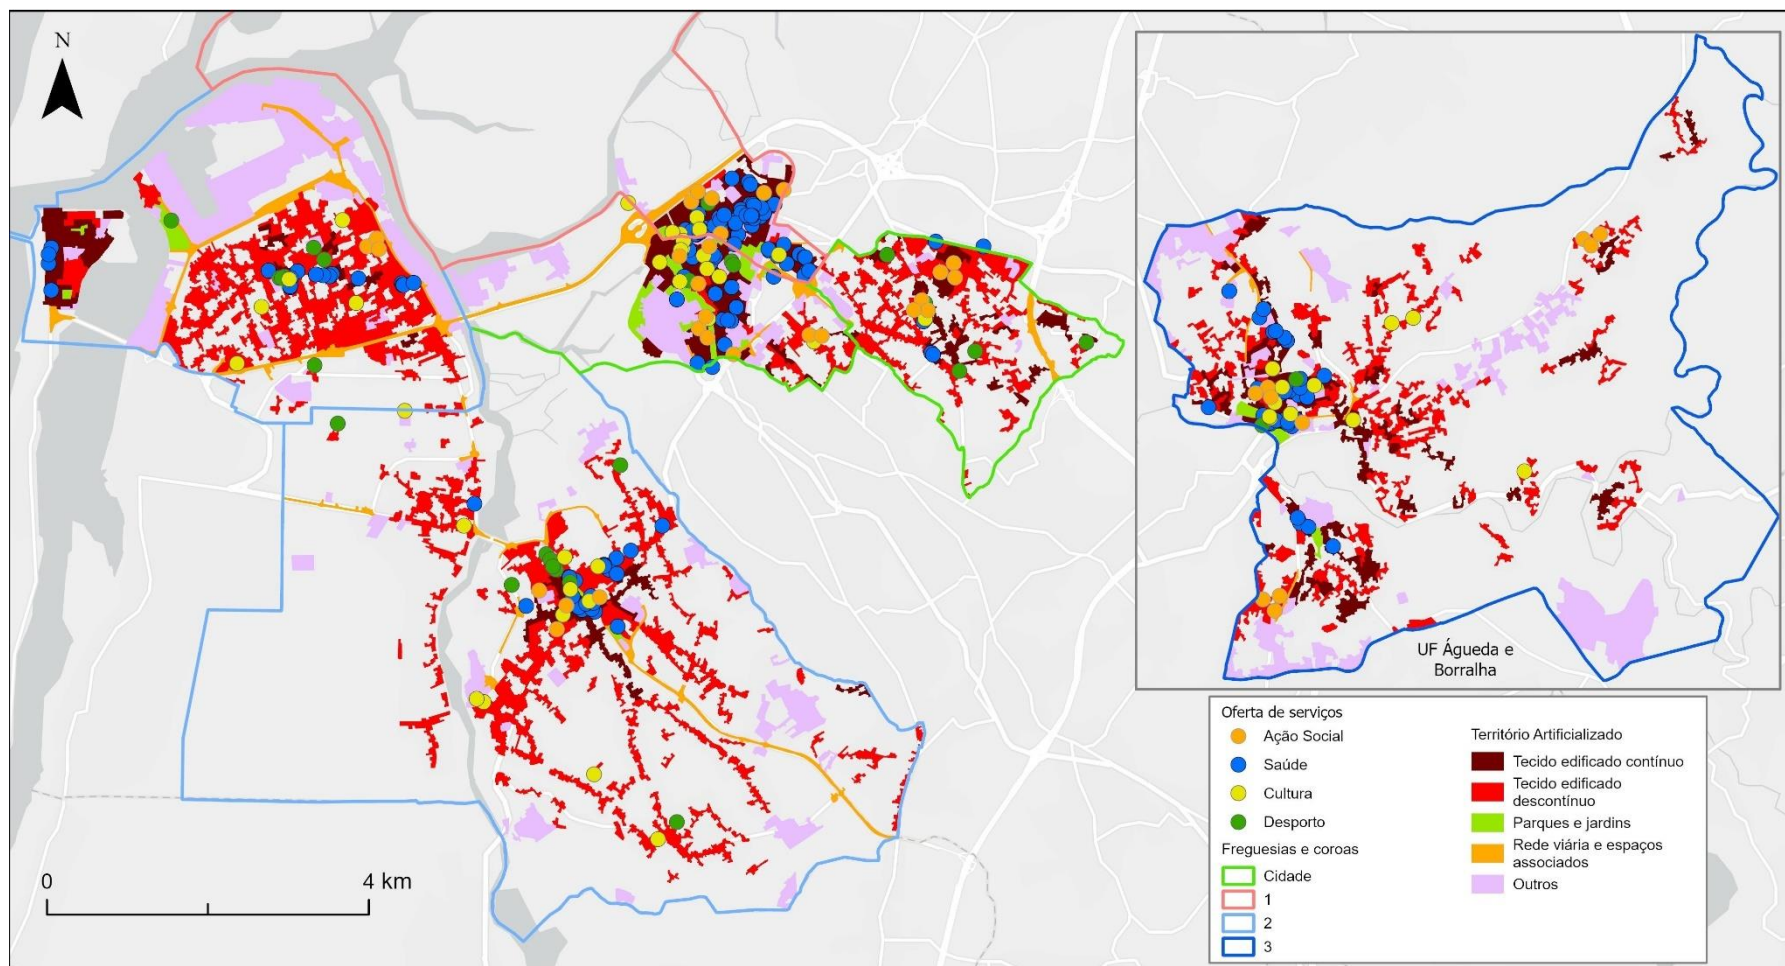 N
0
4 km
UF Águeda e
Borralha
Oferta de serviços
Ação Social
Saúde
Cultura
Desporto
Freguesias e coroas
Cidade
1
2
3
Território Artificializado
Tecido edificado contínuo
Tecido edificado
descontínuo
Parques e jardins
Rede viária e espaços
associados
Outros